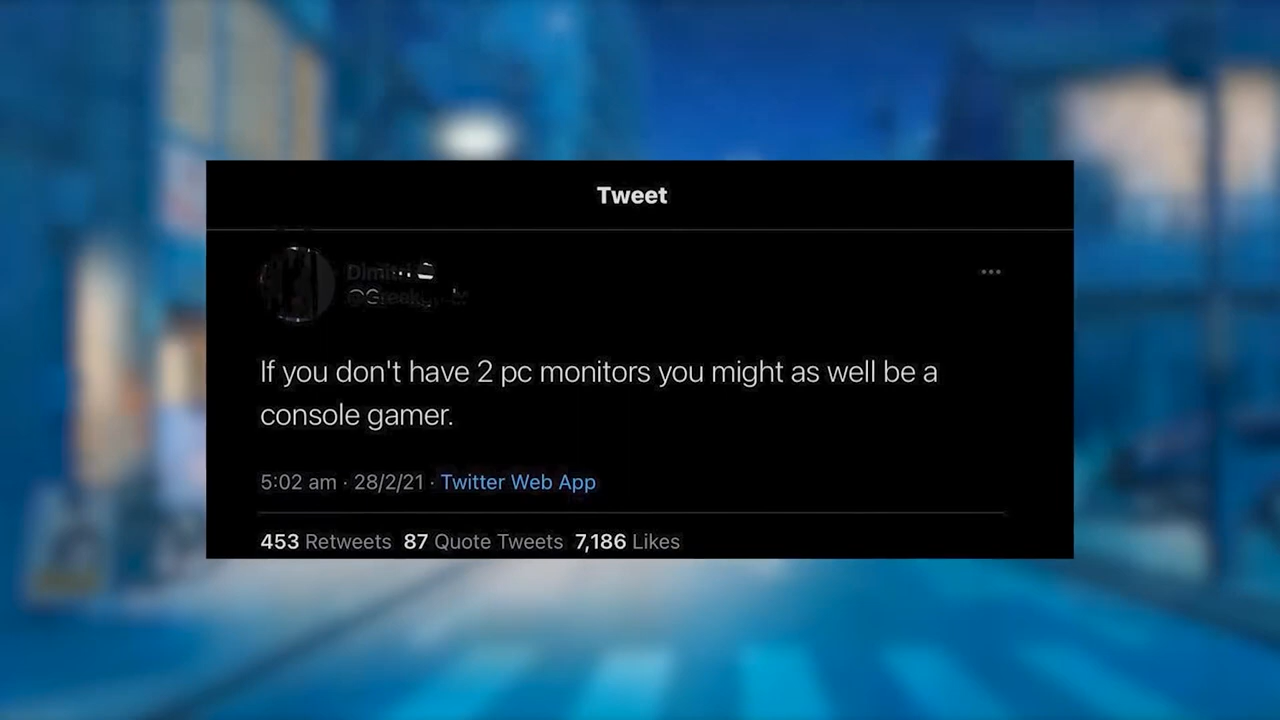 Tweet
If you don't have 2 pc monitors you might as well be a
console gamer.
5:02 am · 28/2/21 · Twitter Web App
453 Retweets 87 Quote Tweets 7,186 Likes